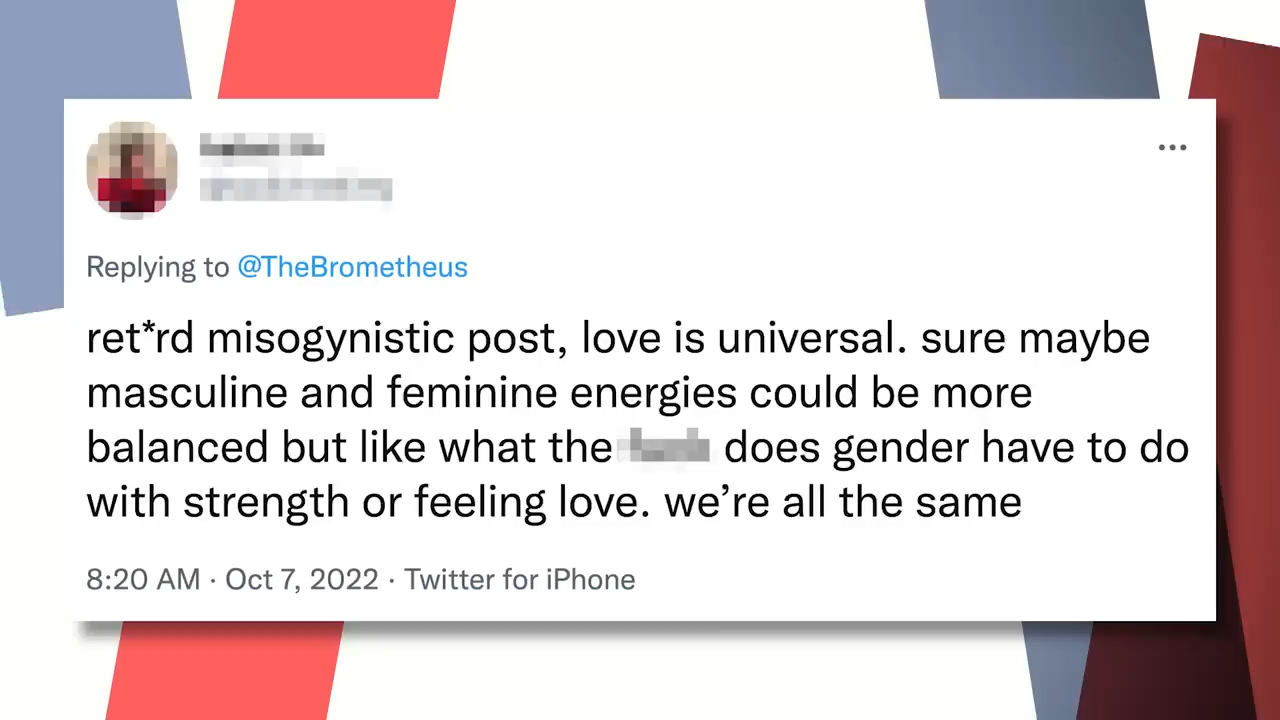 Replying to @TheBrometheus
ret*rd misogynistic post, love is universal. sure maybe
masculine and feminine energies could be more
balanced but like what the does gender have to do
with strength or feeling love. we’re all the same
8:20 AM · Oct 7, 2022 · Twitter for iPhone